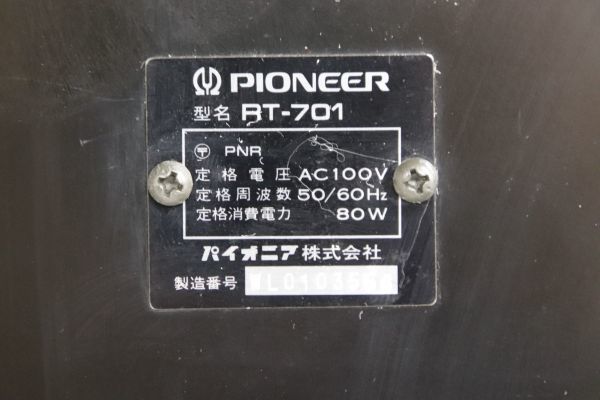 PIONEER
型名 RT-701
〒 PNR
定格電圧 AC100V
定格周波数 50/60Hz
定格消費電力 80W
パイオニア株式会社
製造番号